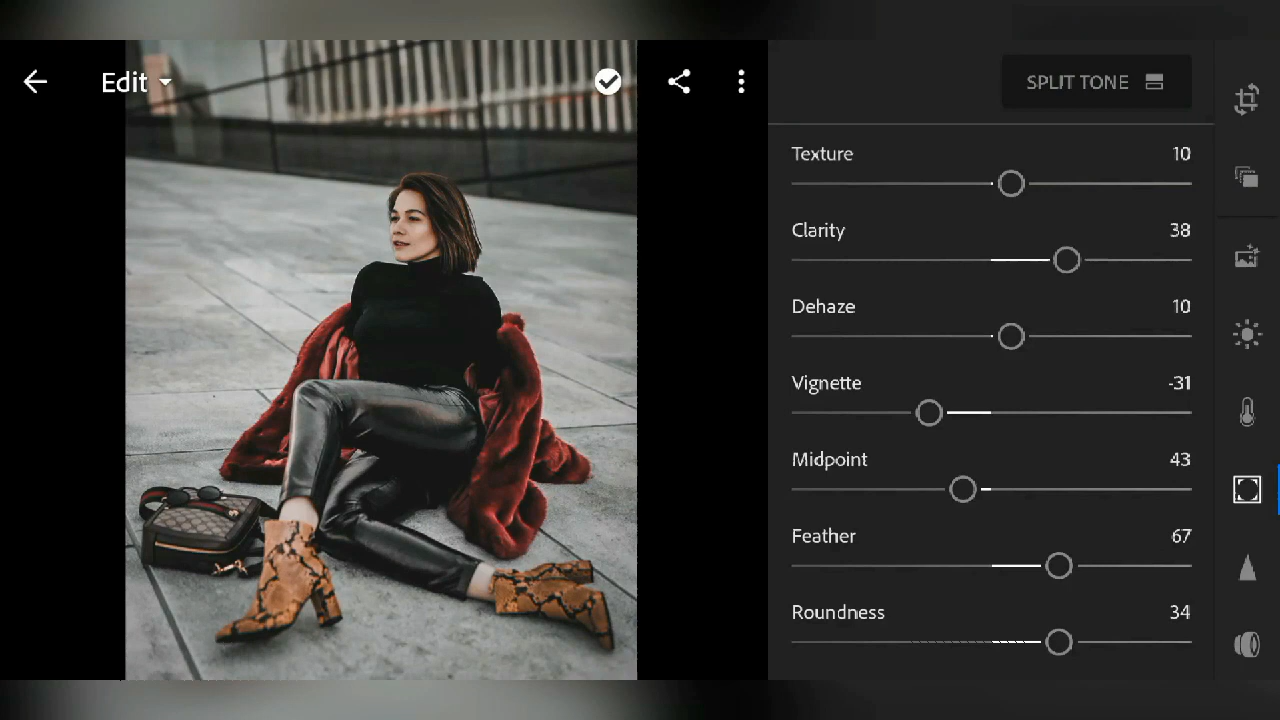 Edit
SPLIT TONE
Texture 10
Clarity 38
Dehaze 10
Vignette -31
Midpoint 43
Feather 67
Roundness 34